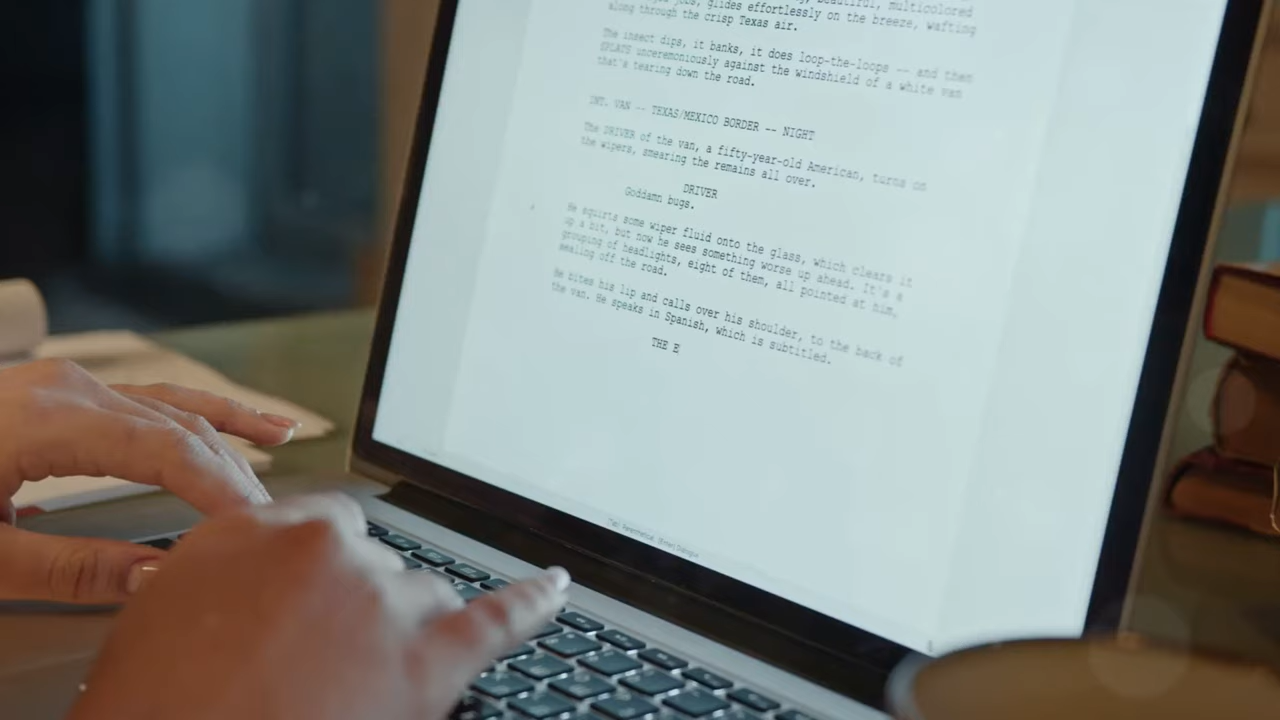 glides effortlessly on the breeze, wafting
along through the crisp Texas air.
The insect dips, it banks, it does loop-the-loops -- and then
SPLATS unceremoniously against the windshield of a white van
that's tearing down the road.
INT. VAN -- TEXAS/MEXICO BORDER -- NIGHT
The DRIVER of the van, a fifty-year-old American, turns on
the wipers, smearing the remains all over.
DRIVER
Goddamn bugs.
He squirts some wiper fluid onto the glass, which clears it
up a bit, but now he sees something worse up ahead. It's a
grouping of headlights, eight of them, all pointed at him,
sealing off the road.
He bites his lip and calls over his shoulder, to the back of
the van. He speaks in Spanish, which is subtitled.
THE E